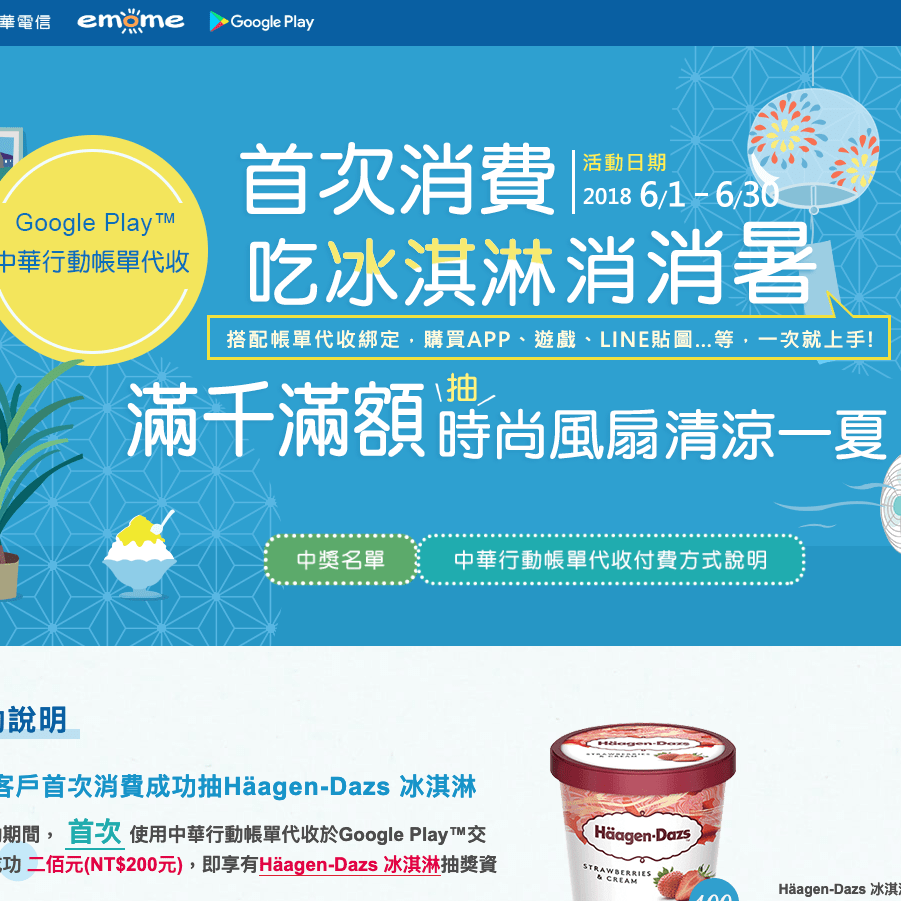 華電信 emome Google Play
首次消費
活動日期
2018 6/1 - 6/30
Google Play™
中華行動帳單代收
吃冰淇淋消消暑
搭配帳單代收綁定，購買APP、遊戲、LINE貼圖...等，一次就上手!
滿千滿額 \抽/ 時尚風扇清涼一夏
中獎名單 中華行動帳單代收付費方式說明
說明
客戶首次消費成功抽Häagen-Dazs 冰淇淋
期間， 首次 使用中華行動帳單代收於Google Play™交
功 二佰元(NT$200元)，即享有Häagen-Dazs 冰淇淋抽獎資
Häagen-Dazs
STRAWBERRIES
& CREAM
Häagen-Dazs
STRAWBERRIES
& CREAM
Häagen-Dazs 冰淇